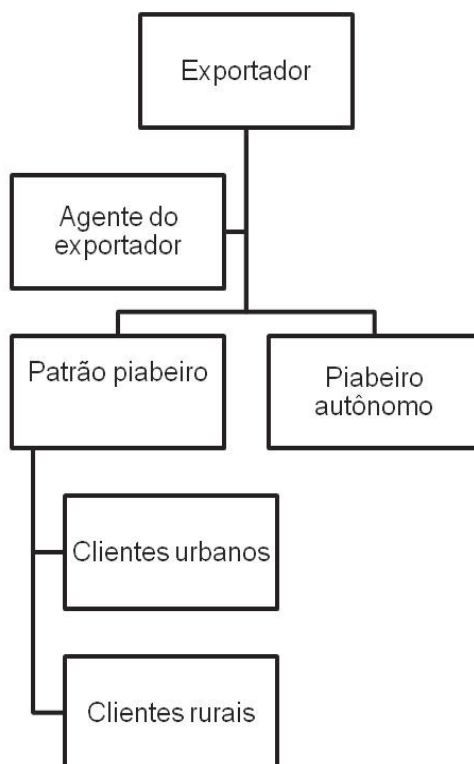 Exportador
Agente do
exportador
Patrão piabeiro
Piabeiro
autônomo
Clientes urbanos
Clientes rurais